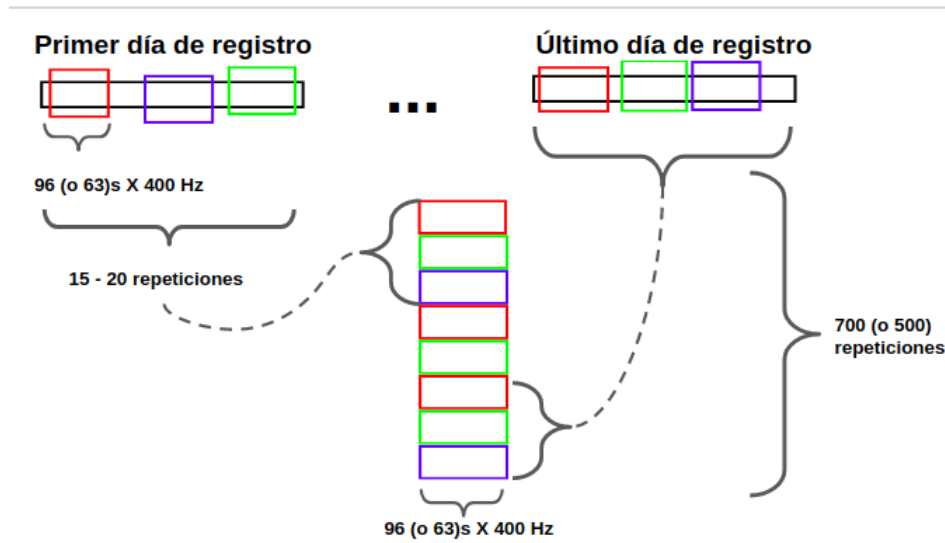 Primer día de registro
Último día de registro
...
96 (o 63)s X 400 Hz
15 - 20 repeticiones
700 (o 500)
repeticiones
96 (o 63)s X 400 Hz